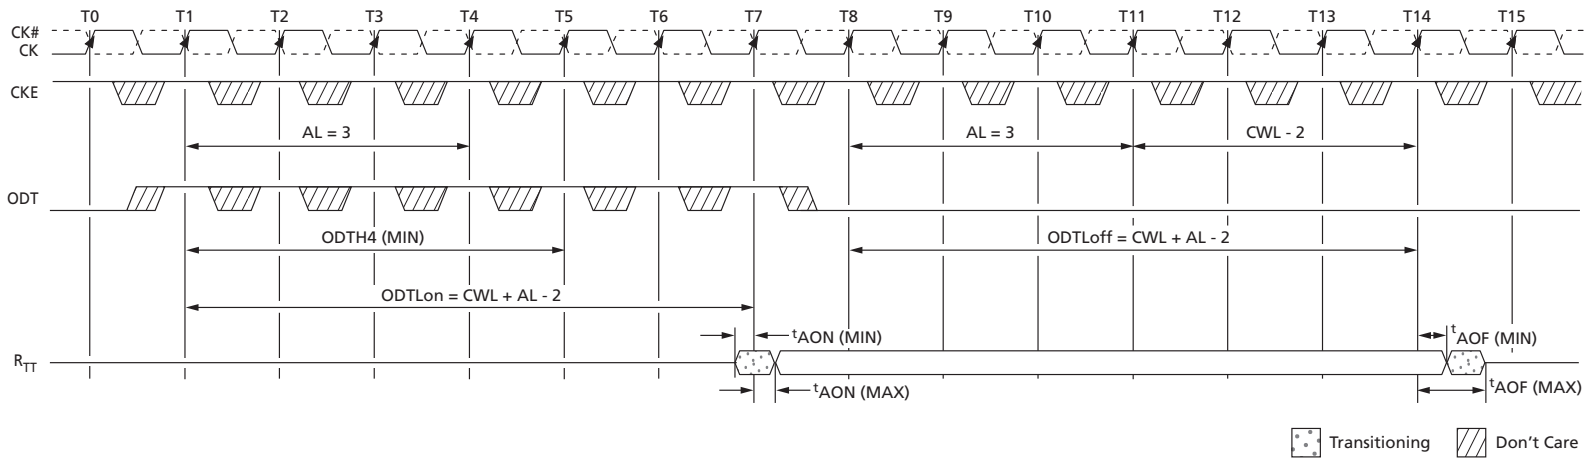 T0 T1 T2 T3 T4 T5 T6 T7 T8 T9 T10 T11 T12 T13 T14 T15
CK#
CK
CKE
AL = 3 AL = 3 CWL - 2
ODT
ODTH4 (MIN) ODTLoff = CWL + AL - 2
ODTLon = CWL + AL - 2
tAON (MIN) tAOF (MIN)
RTT
tAON (MAX) tAOF (MAX)
Transitioning Don't Care